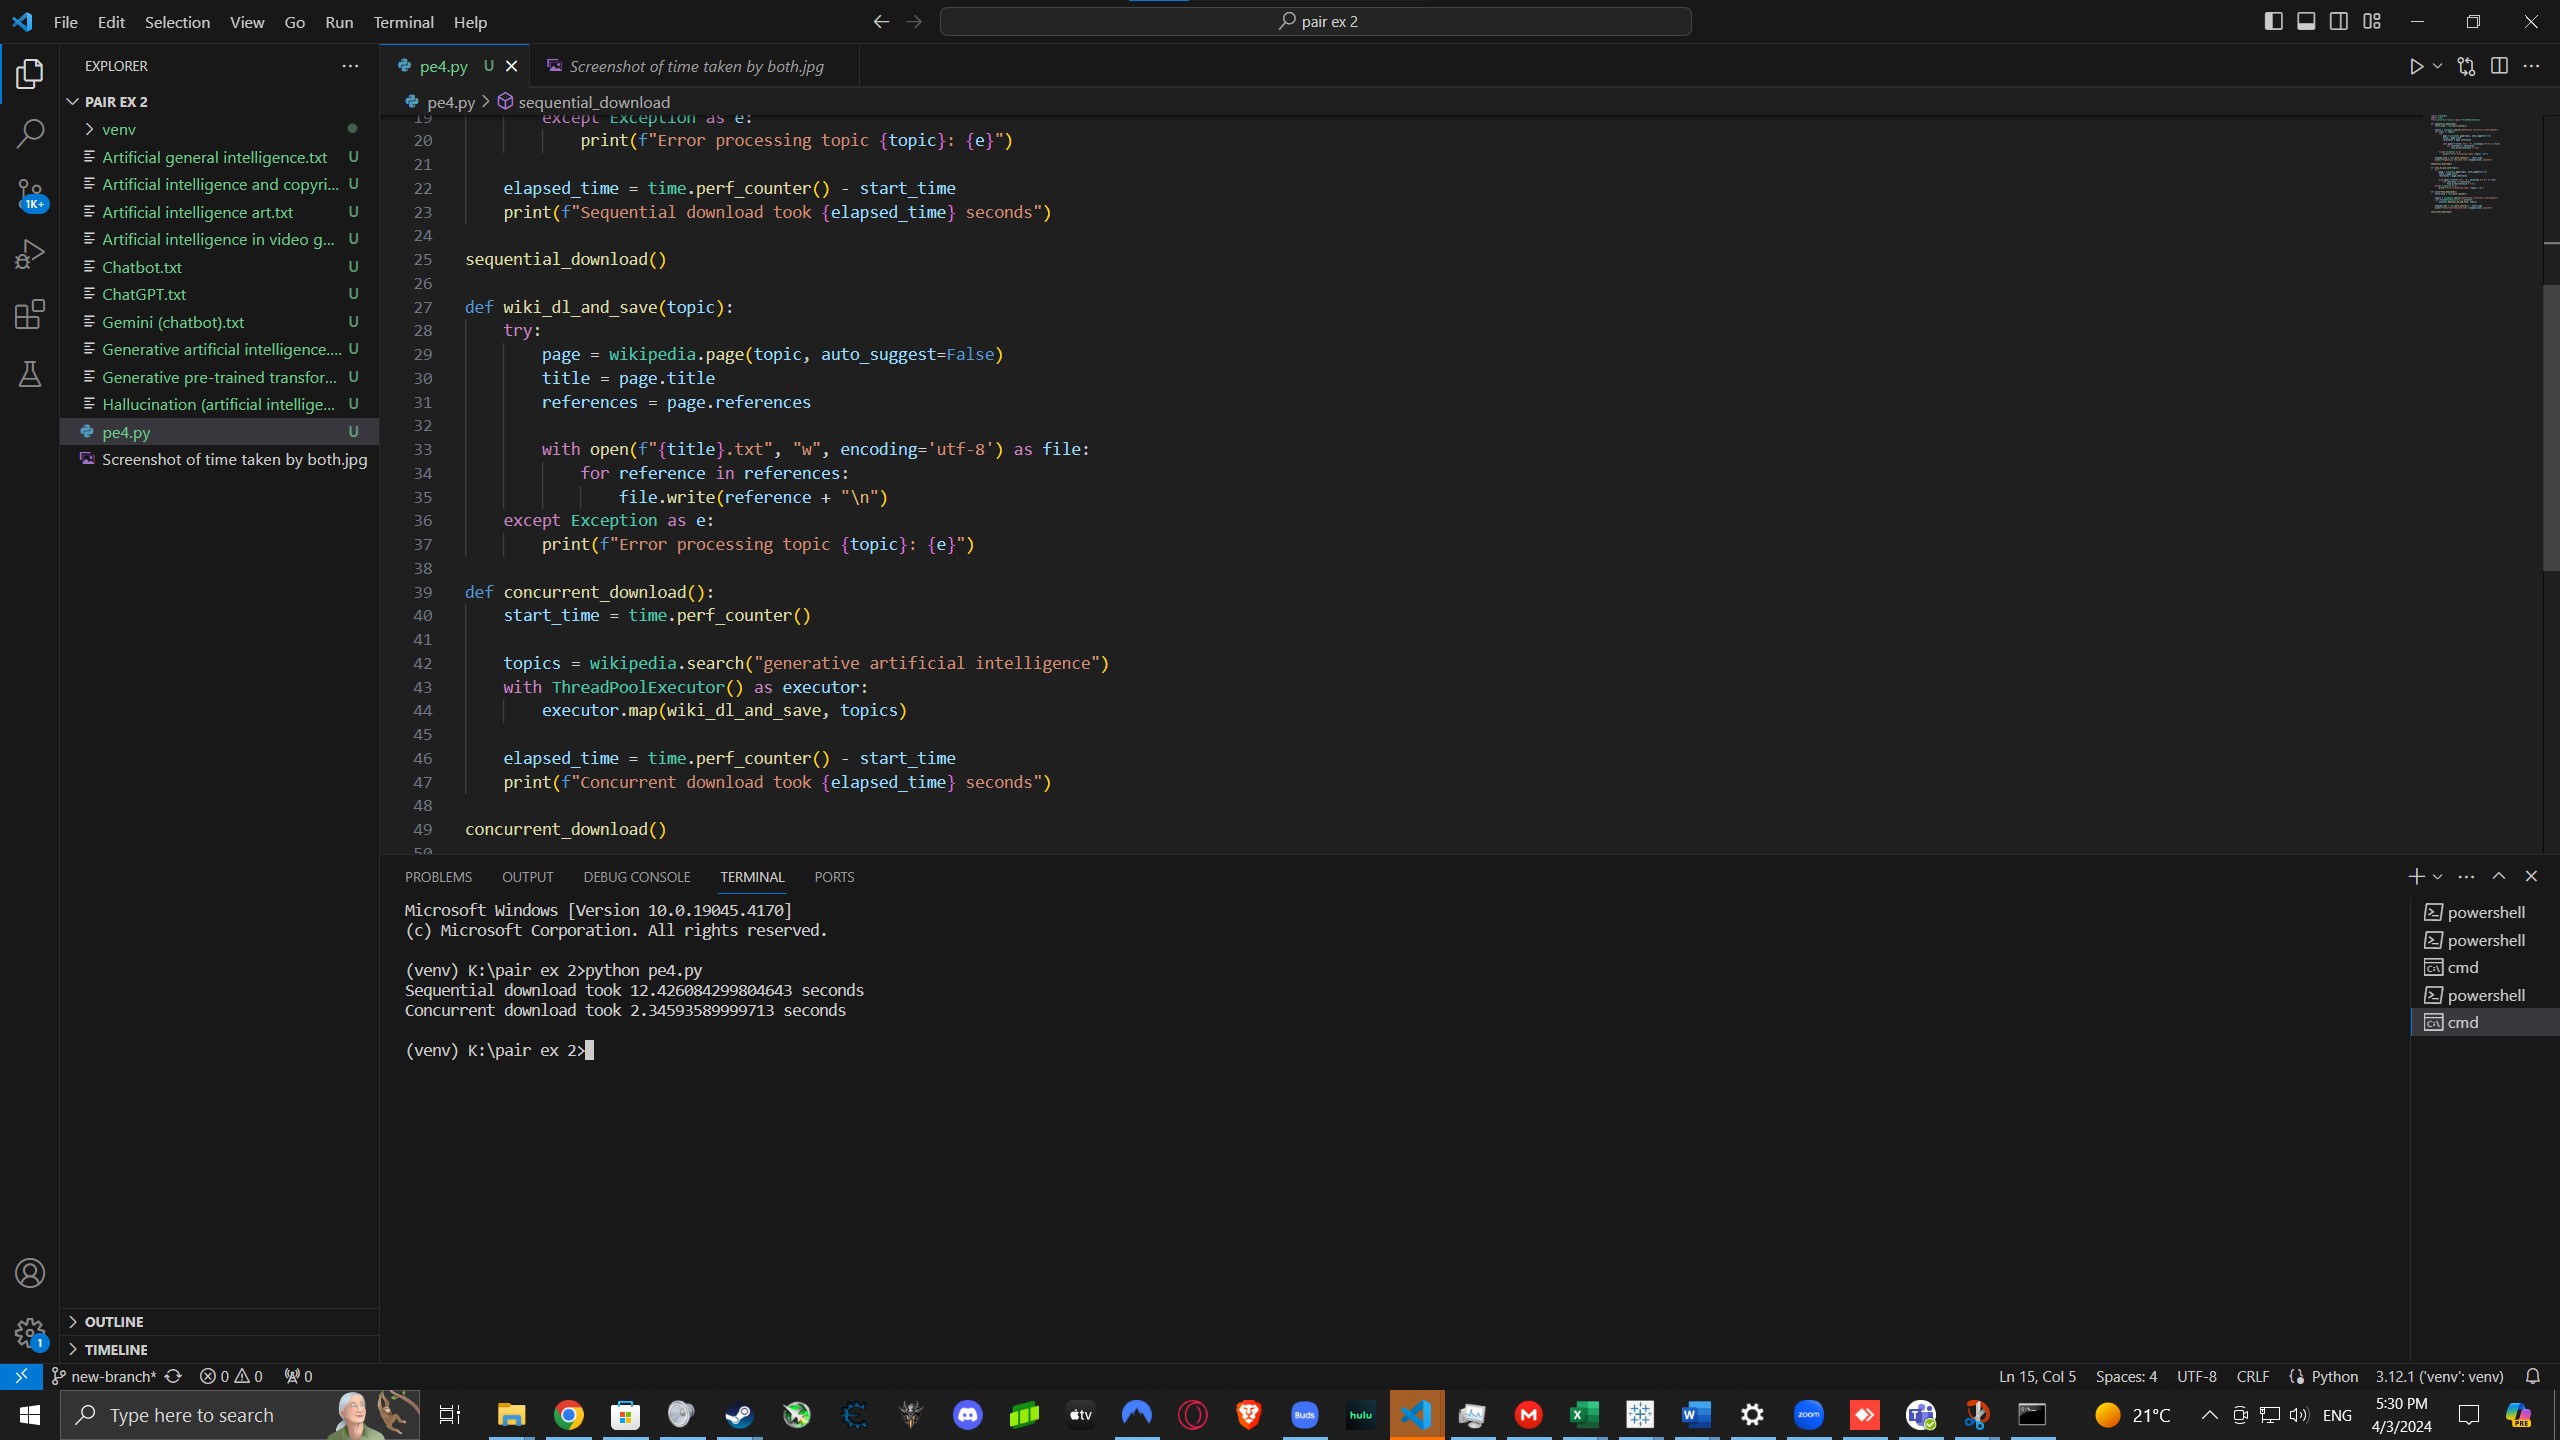 File Edit Selection View Go Run Terminal Help
pair ex 2
EXPLORER
PAIR EX 2
venv
Artificial general intelligence.txt U
Artificial intelligence and copyri... U
Artificial intelligence art.txt U
Artificial intelligence in video g... U
Chatbot.txt U
ChatGPT.txt U
Gemini (chatbot).txt U
Generative artificial intelligence.... U
Generative pre-trained transfor... U
Hallucination (artificial intellige... U
pe4.py U
Screenshot of time taken by both.jpg
1K+
OUTLINE
TIMELINE
1
pe4.py U
Screenshot of time taken by both.jpg
pe4.py > sequential_download
19 except Exception as e:
20 print(f"Error processing topic {topic}: {e}")
21
22 elapsed_time = time.perf_counter() - start_time
23 print(f"Sequential download took {elapsed_time} seconds")
24
25 sequential_download()
26
27 def wiki_dl_and_save(topic):
28 try:
29 page = wikipedia.page(topic, auto_suggest=False)
30 title = page.title
31 references = page.references
32
33 with open(f"{title}.txt", "w", encoding='utf-8') as file:
34 for reference in references:
35 file.write(reference + "\n")
36 except Exception as e:
37 print(f"Error processing topic {topic}: {e}")
38
39 def concurrent_download():
40 start_time = time.perf_counter()
41
42 topics = wikipedia.search("generative artificial intelligence")
43 with ThreadPoolExecutor() as executor:
44 executor.map(wiki_dl_and_save, topics)
45
46 elapsed_time = time.perf_counter() - start_time
47 print(f"Concurrent download took {elapsed_time} seconds")
48
49 concurrent_download()
50
PROBLEMS OUTPUT DEBUG CONSOLE TERMINAL PORTS
Microsoft Windows [Version 10.0.19045.4170]
(c) Microsoft Corporation. All rights reserved.
(venv) K:\pair ex 2>python pe4.py
Sequential download took 12.426084299804643 seconds
Concurrent download took 2.34593589999713 seconds
(venv) K:\pair ex 2>
powershell
powershell
cmd
powershell
cmd
new-branch* 0 0 0
Ln 15, Col 5 Spaces: 4 UTF-8 CRLF Python 3.12.1 ('venv': venv)
Type here to search
tv
Buds
hulu
zoom
21°C
ENG
5:30 PM
4/3/2024
PRE